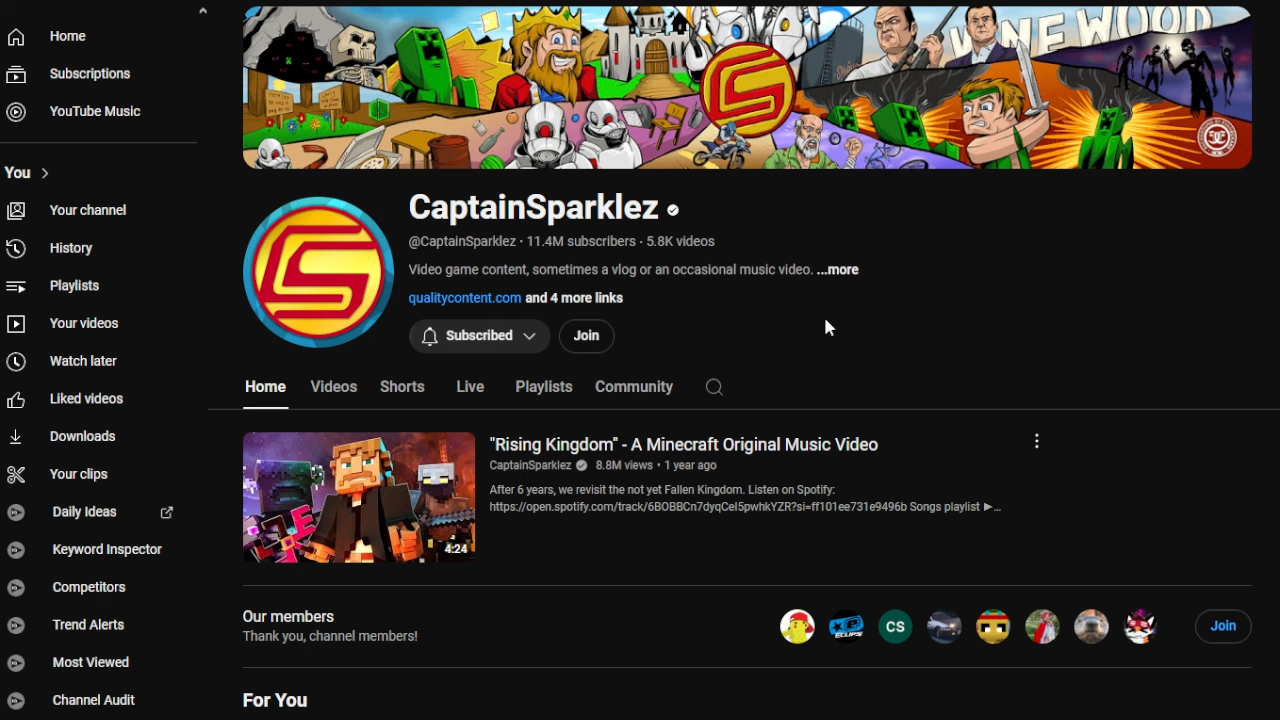 Home
Subscriptions
YouTube Music
You
Your channel
History
Playlists
Your videos
Watch later
Liked videos
Downloads
Your clips
Daily Ideas
Keyword Inspector
Competitors
Trend Alerts
Most Viewed
Channel Audit
CaptainSparklez
@CaptainSparklez · 11.4M subscribers · 5.8K videos
Video game content, sometimes a vlog or an occasional music video. ...more
qualitycontent.com and 4 more links
Subscribed
Join
Home Videos Shorts Live Playlists Community
4:24
"Rising Kingdom" - A Minecraft Original Music Video
CaptainSparklez 8.8M views • 1 year ago
After 6 years, we revisit the not yet Fallen Kingdom. Listen on Spotify:
https://open.spotify.com/track/6BOBBCn7dyqCeI5pwhkYZR?si=ff101ee731e9496b Songs playlist ►...
Our members
Thank you, channel members!
CS
Join
For You